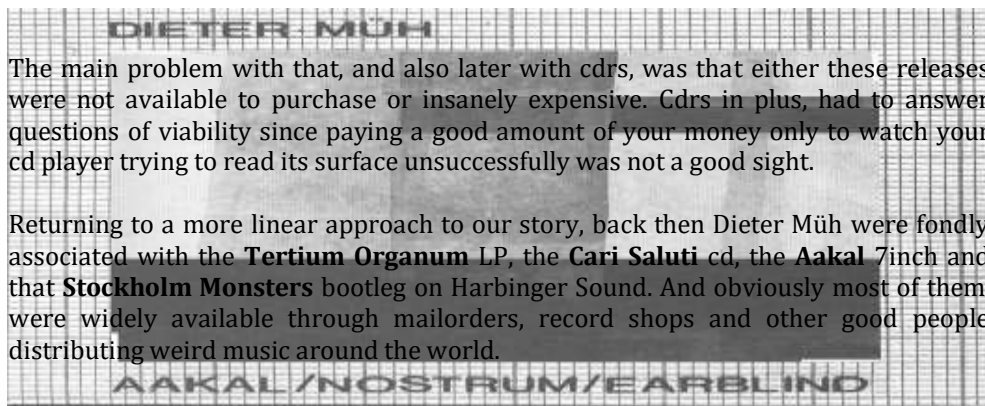 DIETER·MÜH
The main problem with that, and also later with cdrs, was that either these releases
were not available to purchase or insanely expensive. Cdrs in plus, had to answer
questions of viability since paying a good amount of your money only to watch your
cd player trying to read its surface unsuccessfully was not a good sight.
Returning to a more linear approach to our story, back then Dieter Müh were fondly
associated with the Tertium Organum LP, the Cari Saluti cd, the Aakal 7inch and
that Stockholm Monsters bootleg on Harbinger Sound. And obviously most of them
were widely available through mailorders, record shops and other good people
distributing weird music around the world.
AAKAL/NOSTRUM/EARBLIND